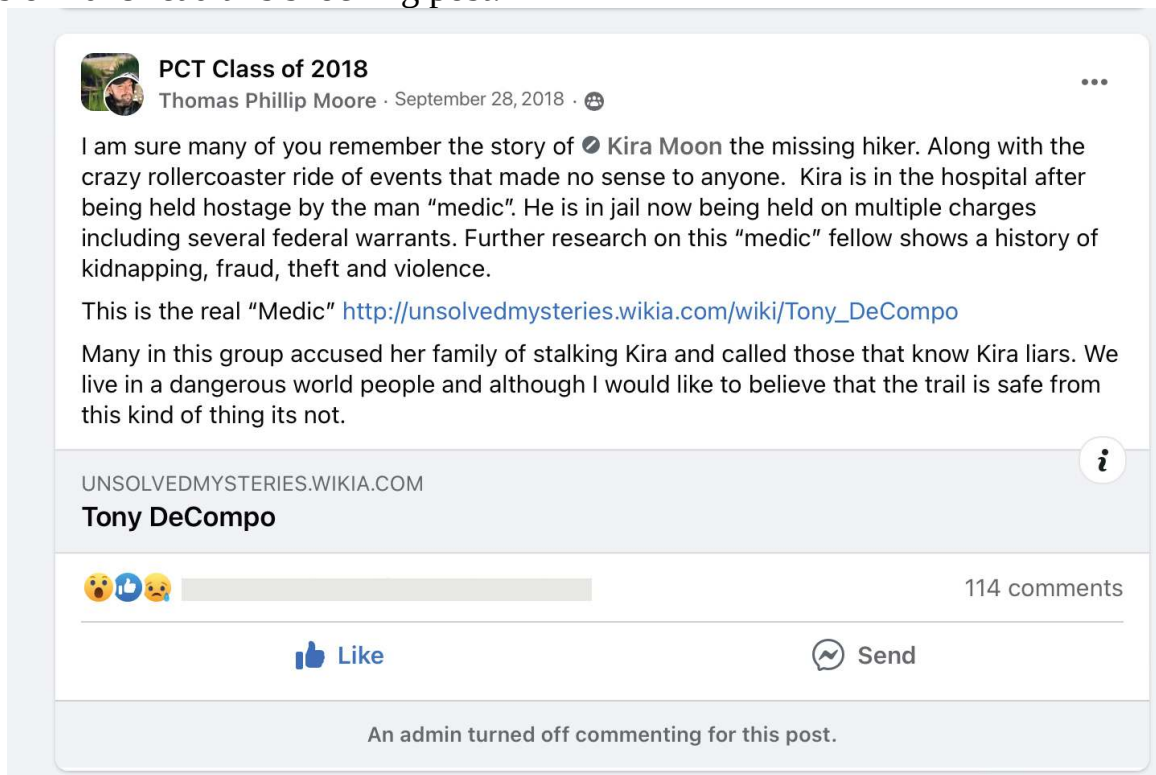 PCT Class of 2018
Thomas Phillip Moore · September 28, 2018 ·
I am sure many of you remember the story of Kira Moon the missing hiker. Along with the
crazy rollercoaster ride of events that made no sense to anyone.  Kira is in the hospital after
being held hostage by the man “medic”. He is in jail now being held on multiple charges
including several federal warrants. Further research on this “medic” fellow shows a history of
kidnapping, fraud, theft and violence.
This is the real “Medic” http://unsolvedmysteries.wikia.com/wiki/Tony_DeCompo
Many in this group accused her family of stalking Kira and called those that know Kira liars. We
live in a dangerous world people and although I would like to believe that the trail is safe from
this kind of thing its not.
UNSOLVEDMYSTERIES.WIKIA.COM
Tony DeCompo
114 comments
Like
Send
An admin turned off commenting for this post.